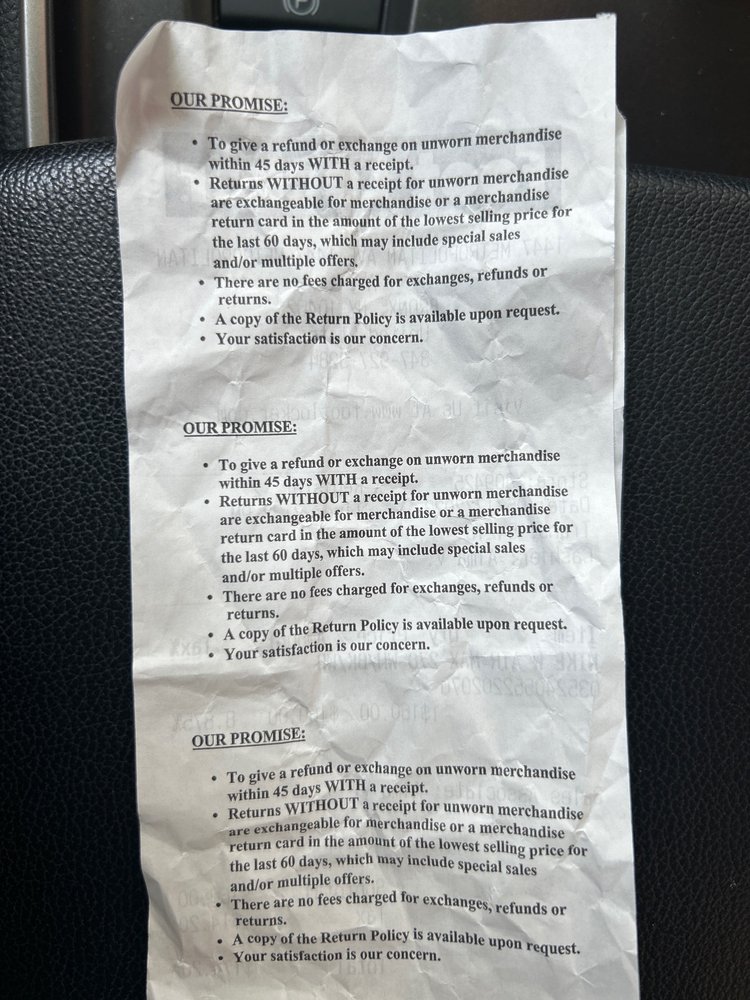 OUR PROMISE:
• To give a refund or exchange on unworn merchandise
within 45 days WITH a receipt.
• Returns WITHOUT a receipt for unworn merchandise
are exchangeable for merchandise or a merchandise
return card in the amount of the lowest selling price for
the last 60 days, which may include special sales
and/or multiple offers.
• There are no fees charged for exchanges, refunds or
returns.
• A copy of the Return Policy is available upon request.
• Your satisfaction is our concern.
OUR PROMISE:
• To give a refund or exchange on unworn merchandise
within 45 days WITH a receipt.
• Returns WITHOUT a receipt for unworn merchandise
are exchangeable for merchandise or a merchandise
return card in the amount of the lowest selling price for
the last 60 days, which may include special sales
and/or multiple offers.
• There are no fees charged for exchanges, refunds or
returns.
• A copy of the Return Policy is available upon request.
• Your satisfaction is our concern.
OUR PROMISE:
• To give a refund or exchange on unworn merchandise
within 45 days WITH a receipt.
• Returns WITHOUT a receipt for unworn merchandise
are exchangeable for merchandise or a merchandise
return card in the amount of the lowest selling price for
the last 60 days, which may include special sales
and/or multiple offers.
• There are no fees charged for exchanges, refunds or
returns.
• A copy of the Return Policy is available upon request.
• Your satisfaction is our concern.